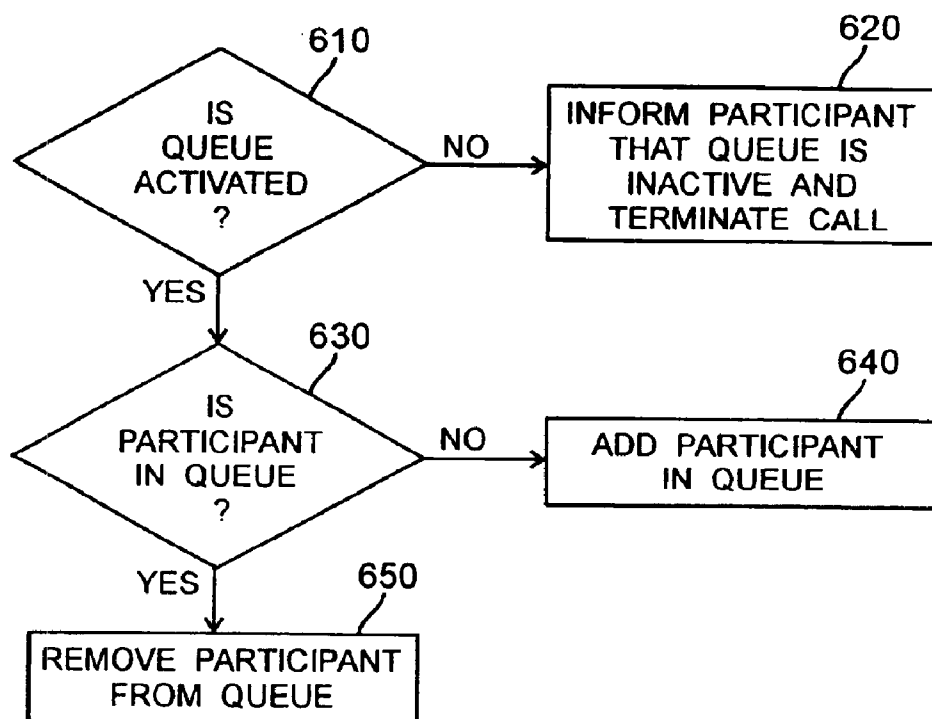 610
IS
QUEUE
ACTIVATED
?
NO
620
INFORM PARTICIPANT
THAT QUEUE IS
INACTIVE AND
TERMINATE CALL
YES
630
IS
PARTICIPANT
IN QUEUE
?
NO
640
ADD PARTICIPANT
IN QUEUE
YES
650
REMOVE PARTICIPANT
FROM QUEUE